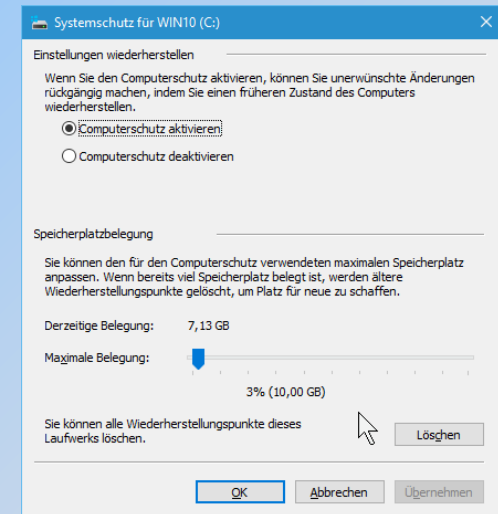 Systemschutz für WIN10 (C:)
Einstellungen wiederherstellen
Wenn Sie den Computerschutz aktivieren, können Sie unerwünschte Änderungen
rückgängig machen, indem Sie einen früheren Zustand des Computers
wiederherstellen.
Computerschutz aktivieren
Computerschutz deaktivieren
Speicherplatzbelegung
Sie können den für den Computerschutz verwendeten maximalen Speicherplatz
anpassen. Wenn bereits viel Speicherplatz belegt ist, werden ältere
Wiederherstellungspunkte gelöscht, um Platz für neue zu schaffen.
Derzeitige Belegung: 7,13 GB
Maximale Belegung:
3% (10,00 GB)
Sie können alle Wiederherstellungspunkte dieses
Laufwerks löschen.
Löschen
OK Abbrechen Übernehmen